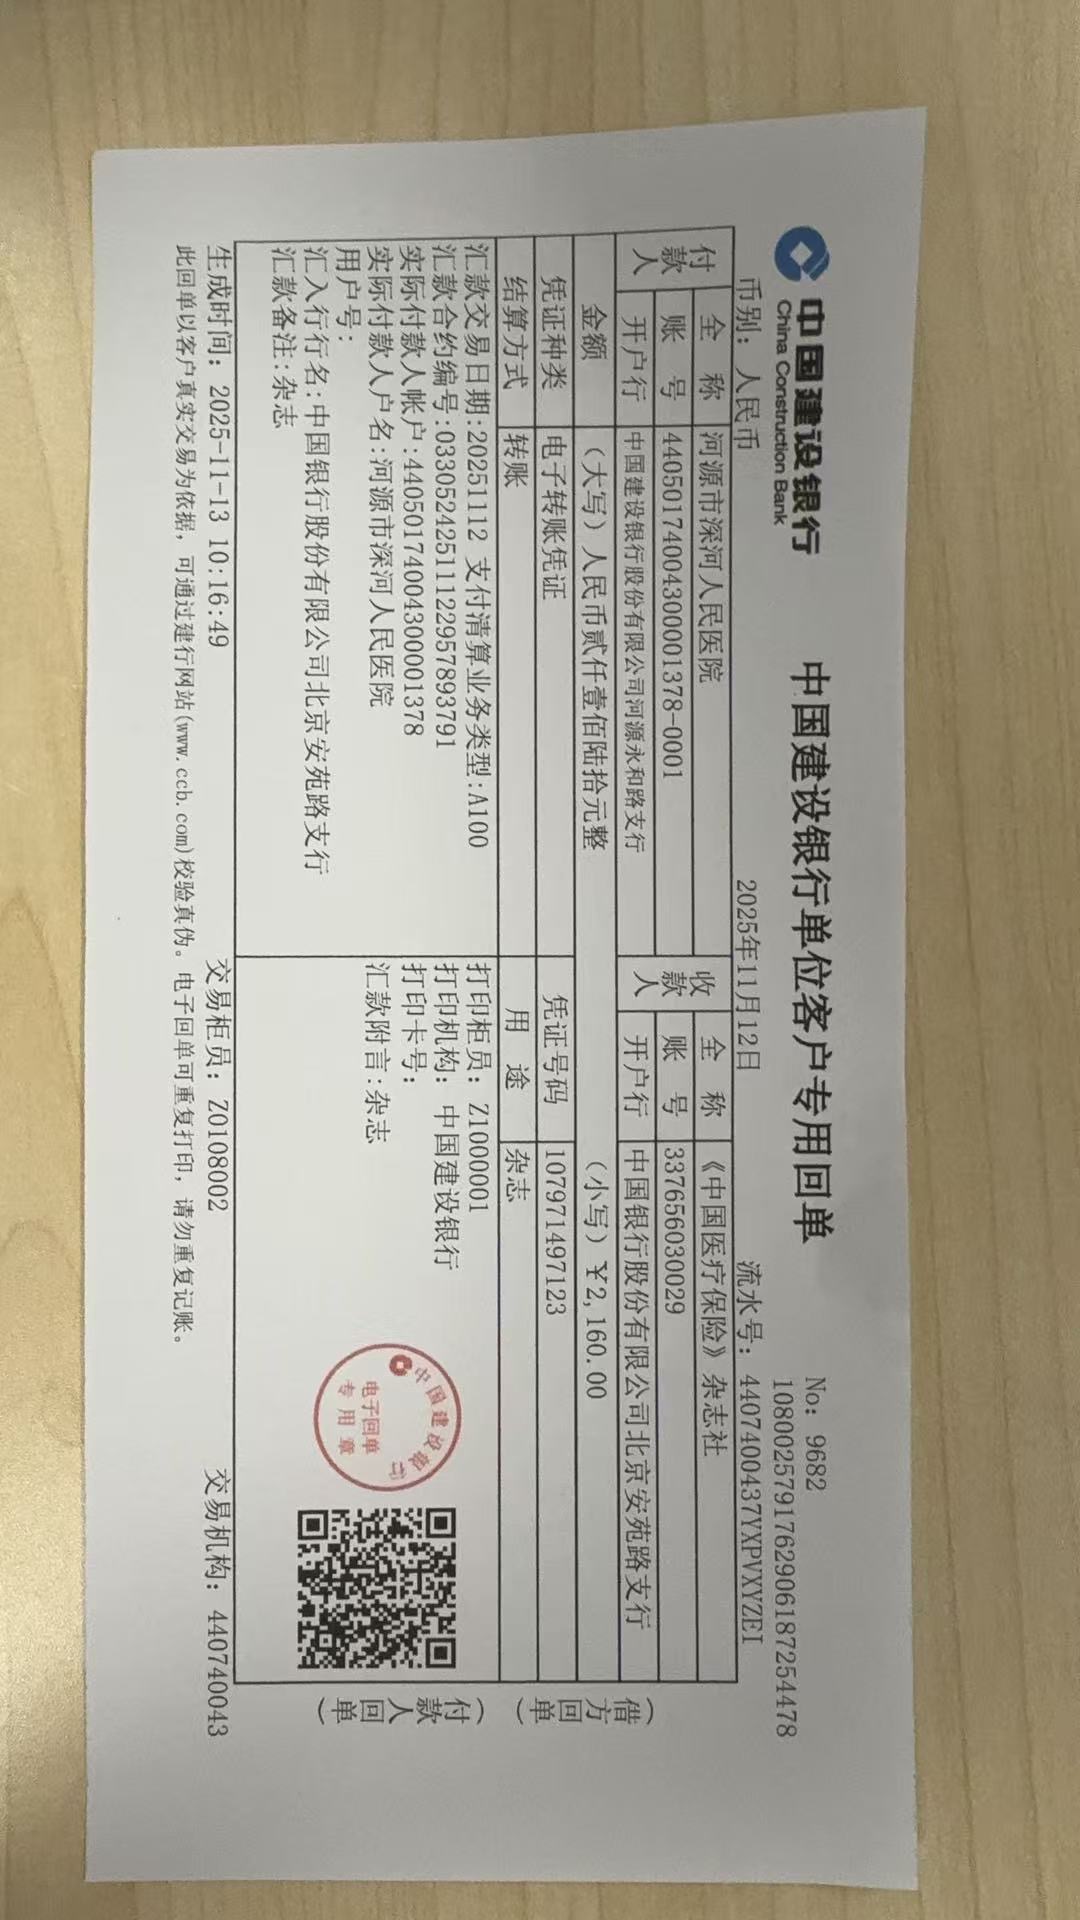 中国建设银行
China Construction Bank
中国建设银行单位客户专用回单
No: 9682
10800257917629061872544​78
币别：人民币
2025年11月12日
流水号：440740043​7YXPVXYZEI
付款人
全 称 河源市深河人民医院
账 号 44050174004300001378-0001
开户行 中国建设银行股份有限公司河源永和路支行
收款人
全 称 《中国医疗保险》杂志社
账 号 337656030029
开户行 中国银行股份有限公司北京安苑路支行
金额 （大写）人民币贰仟壹佰陆拾元整 （小写）￥2,160.00
凭证种类 电子转账凭证 凭证号码 107971497123
结算方式 转账 用 途 杂志
汇款交易日期:20251112 支付清算业务类型:A100
汇款合约编号:0330524251112295789​3791
实际付款人帐户:44050174004300001378
实际付款人户名:河源市深河人民医院
用户号:
汇入行行名:中国银行股份有限公司北京安苑路支行
汇款备注:杂志
打印柜员：Z1000001
打印机构：中国建设银行
打印卡号：
汇款附言:杂志
中国建设银行
电子回单
专用章
（借方回单）
（付款人回单）
生成时间：2025-11-13 10:16:49 交易柜员：Z0108002 交易机构：440740043
此回单以客户真实交易为依据，可通过建行网站(www.ccb.com)校验真伪。电子回单可重复打印，请勿重复记账。